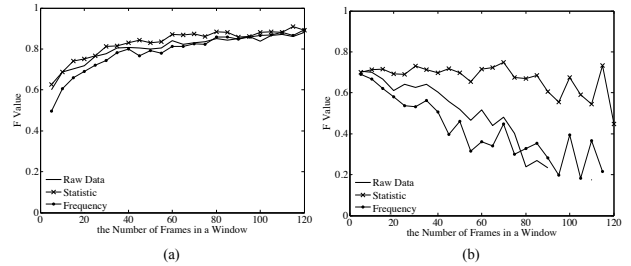 1
0.8
0.6
0.4
0.2
0
F Value
Raw Data
Statistic
Frequency
0 20 40 60 80 100 120
the Number of Frames in a Window
(a)
1
0.8
0.6
0.4
0.2
0
F Value
Raw Data
Statistic
Frequency
0 20 40 60 80 100 120
the Number of Frames in a Window
(b)